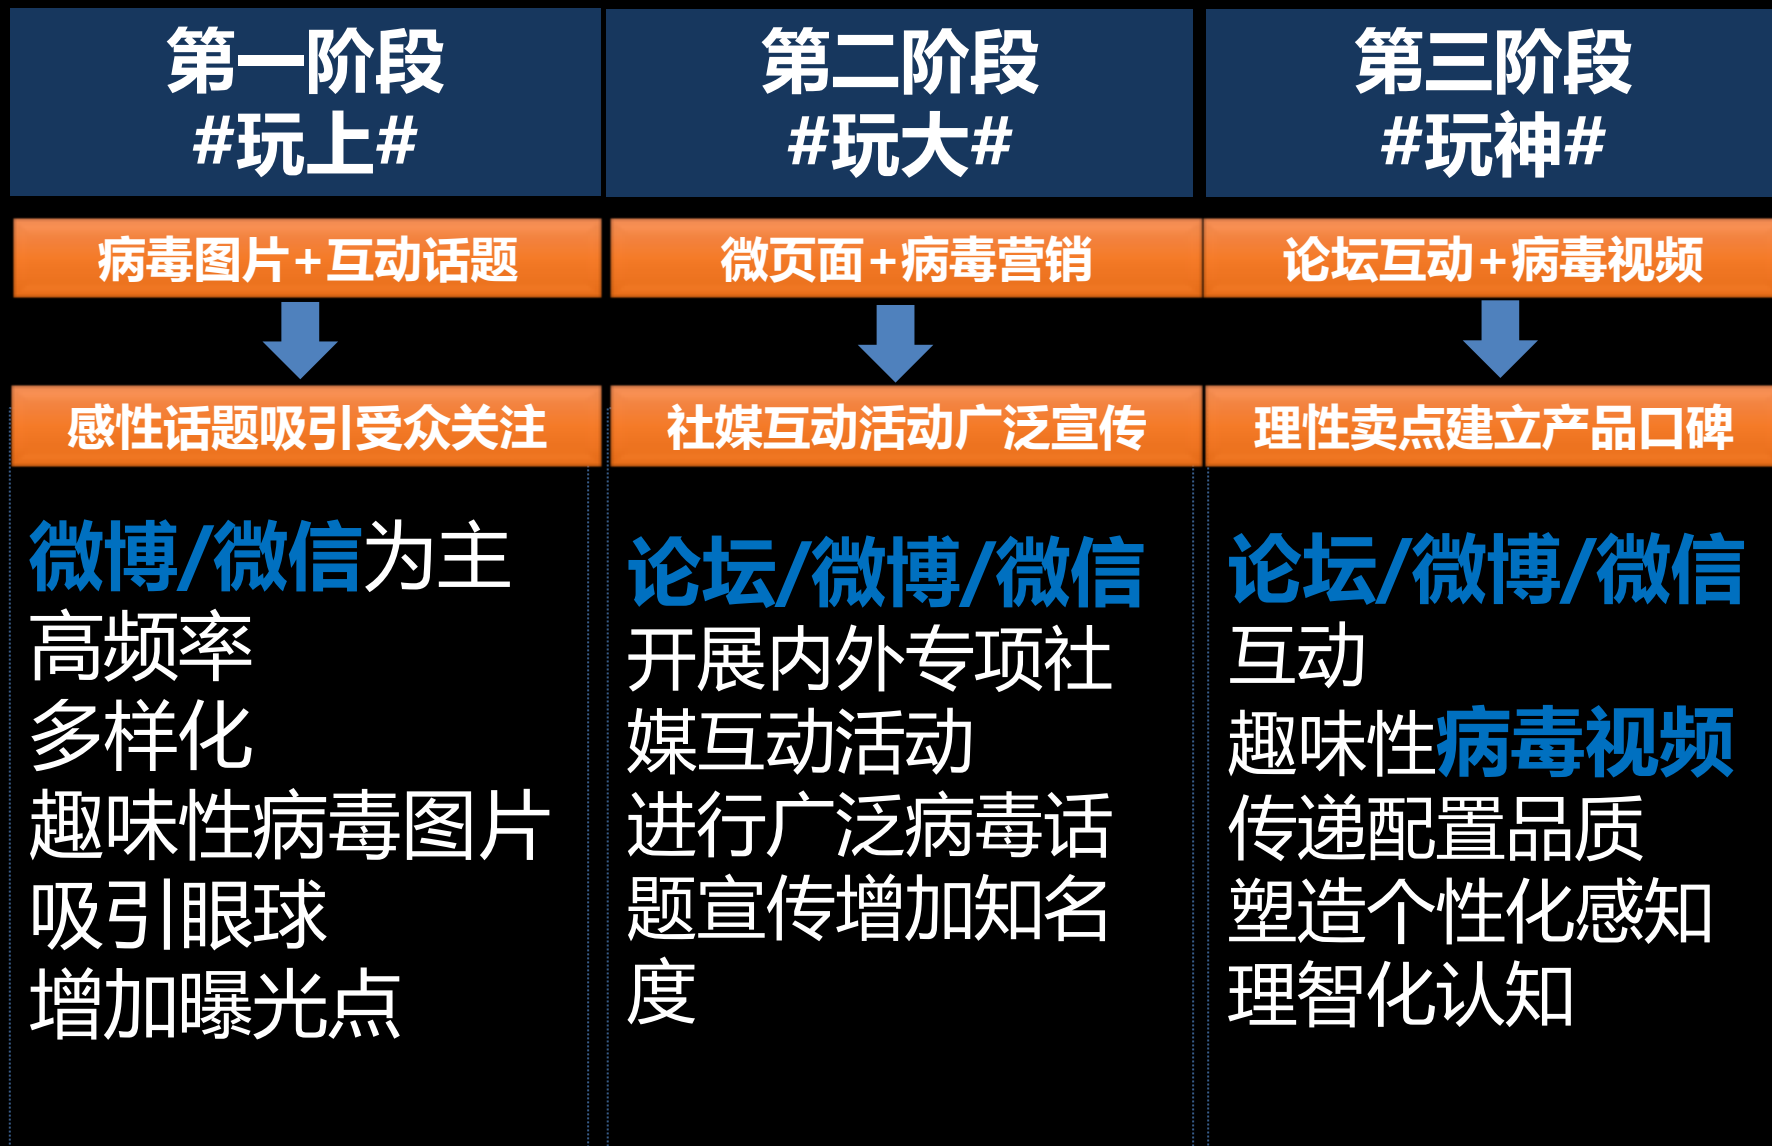 第一阶段
#玩上#
病毒图片+互动话题
感性话题吸引受众关注
微博/微信为主
高频率
多样化
趣味性病毒图片
吸引眼球
增加曝光点
第二阶段
#玩大#
微页面+病毒营销
社媒互动活动广泛宣传
论坛/微博/微信
开展内外专项社
媒互动活动
进行广泛病毒话
题宣传增加知名
度
第三阶段
#玩神#
论坛互动+病毒视频
理性卖点建立产品口碑
论坛/微博/微信
互动
趣味性病毒视频
传递配置品质
塑造个性化感知
理智化认知